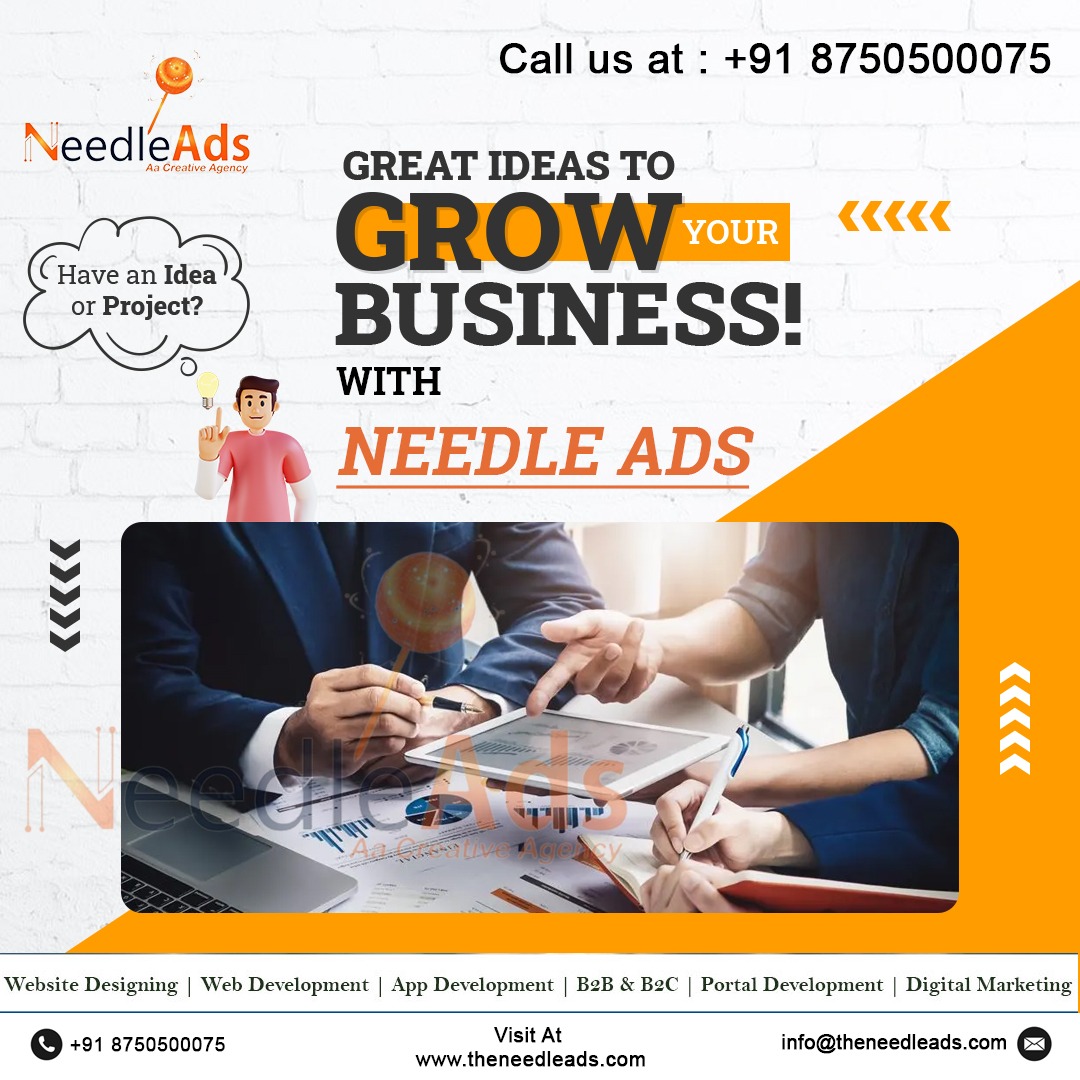 Call us at : +91 8750500075
NeedleAds
Aa Creative Agency
GREAT IDEAS TO
GROW YOUR
BUSINESS!
WITH
NEEDLE ADS
Have an Idea
or Project?
NeedleAds
Aa Creative Agency
Website Designing | Web Development | App Development | B2B & B2C | Portal Development | Digital Marketing
+91 8750500075
Visit At
www.theneedleads.com
info@theneedleads.com